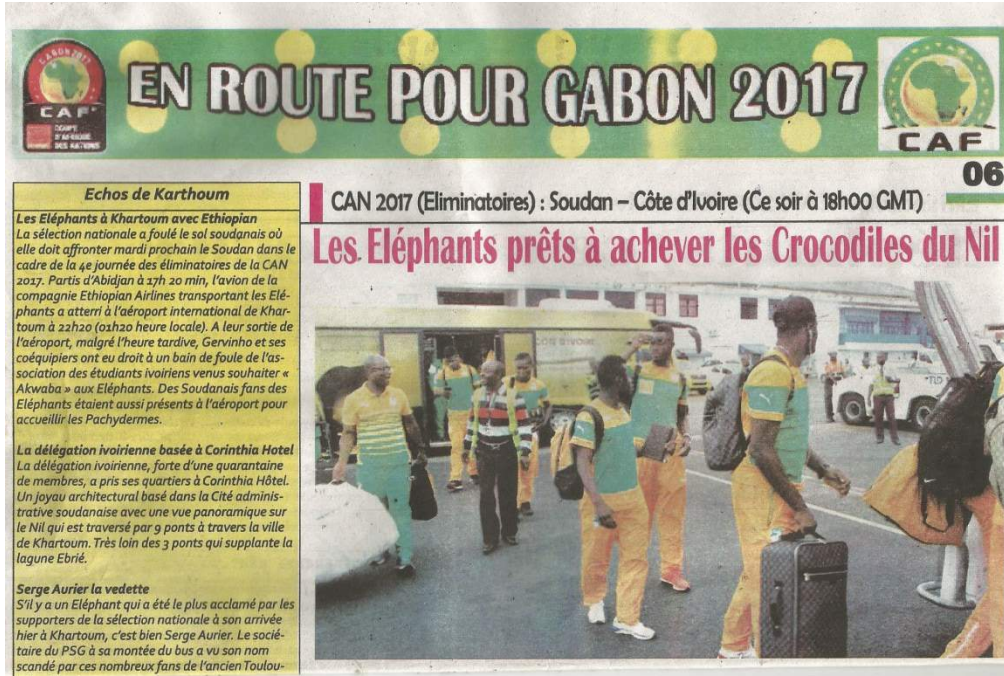 GABON 2017
CAF
COUPE
D'AFRIQUE
DES NATIONS
EN ROUTE POUR GABON 2017
CAF
06
Echos de Karthoum
Les Eléphants à Khartoum avec Ethiopian
La sélection nationale a foulé le sol soudanais où
elle doit affronter mardi prochain le Soudan dans le
cadre de la 4e journée des éliminatoires de la CAN
2017. Partis d'Abidjan à 17h 20 min, l'avion de la
compagnie Ethiopian Airlines transportant les Elé-
phants a atterri à l'aéroport international de Khar-
toum à 22h20 (01h20 heure locale). A leur sortie de
l'aéroport, malgré l'heure tardive, Gervinho et ses
coéquipiers ont eu droit à un bain de foule de l'as-
sociation des étudiants ivoiriens venus souhaiter «
Akwaba » aux Eléphants. Des Soudanais fans des
Eléphants étaient aussi présents à l'aéroport pour
accueillir les Pachydermes.
La délégation ivoirienne basée à Corinthia Hotel
La délégation ivoirienne, forte d'une quarantaine
de membres, a pris ses quartiers à Corinthia Hôtel.
Un joyau architectural basé dans la Cité adminis-
trative soudanaise avec une vue panoramique sur
le Nil qui est traversé par 9 ponts à travers la ville
de Khartoum. Très loin des 3 ponts qui supplante la
lagune Ebrié.
Serge Aurier la vedette
S'il y a un Eléphant qui a été le plus acclamé par les
supporters de la sélection nationale à son arrivée
hier à Khartoum, c'est bien Serge Aurier. Le socié-
taire du PSG à sa montée du bus a vu son nom
scandé par ces nombreux fans de l'ancien Toulou-
CAN 2017 (Eliminatoires) : Soudan – Côte d'Ivoire (Ce soir à 18h00 GMT)
Les Eléphants prêts à achever les Crocodiles du Nil